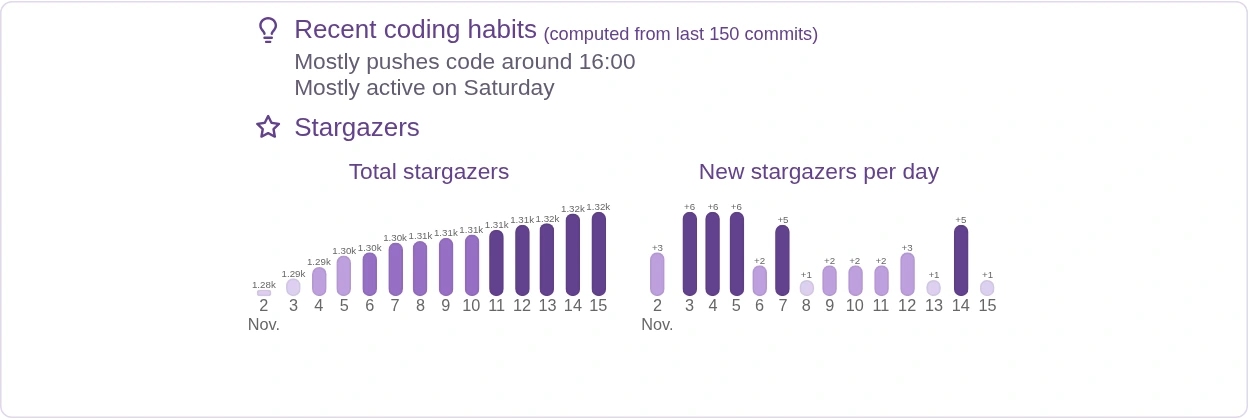 Recent coding habits (computed from last 150 commits)
Mostly pushes code around 16:00
Mostly active on Saturday
Stargazers
Total stargazers
1.28k 1.29k 1.29k 1.30k 1.30k 1.30k 1.31k 1.31k 1.31k 1.31k 1.31k 1.32k 1.32k 1.32k
2 3 4 5 6 7 8 9 10 11 12 13 14 15
Nov.
New stargazers per day
+3 +6 +6 +6 +2 +5 +1 +2 +2 +2 +3 +1 +5 +1
2 3 4 5 6 7 8 9 10 11 12 13 14 15
Nov.